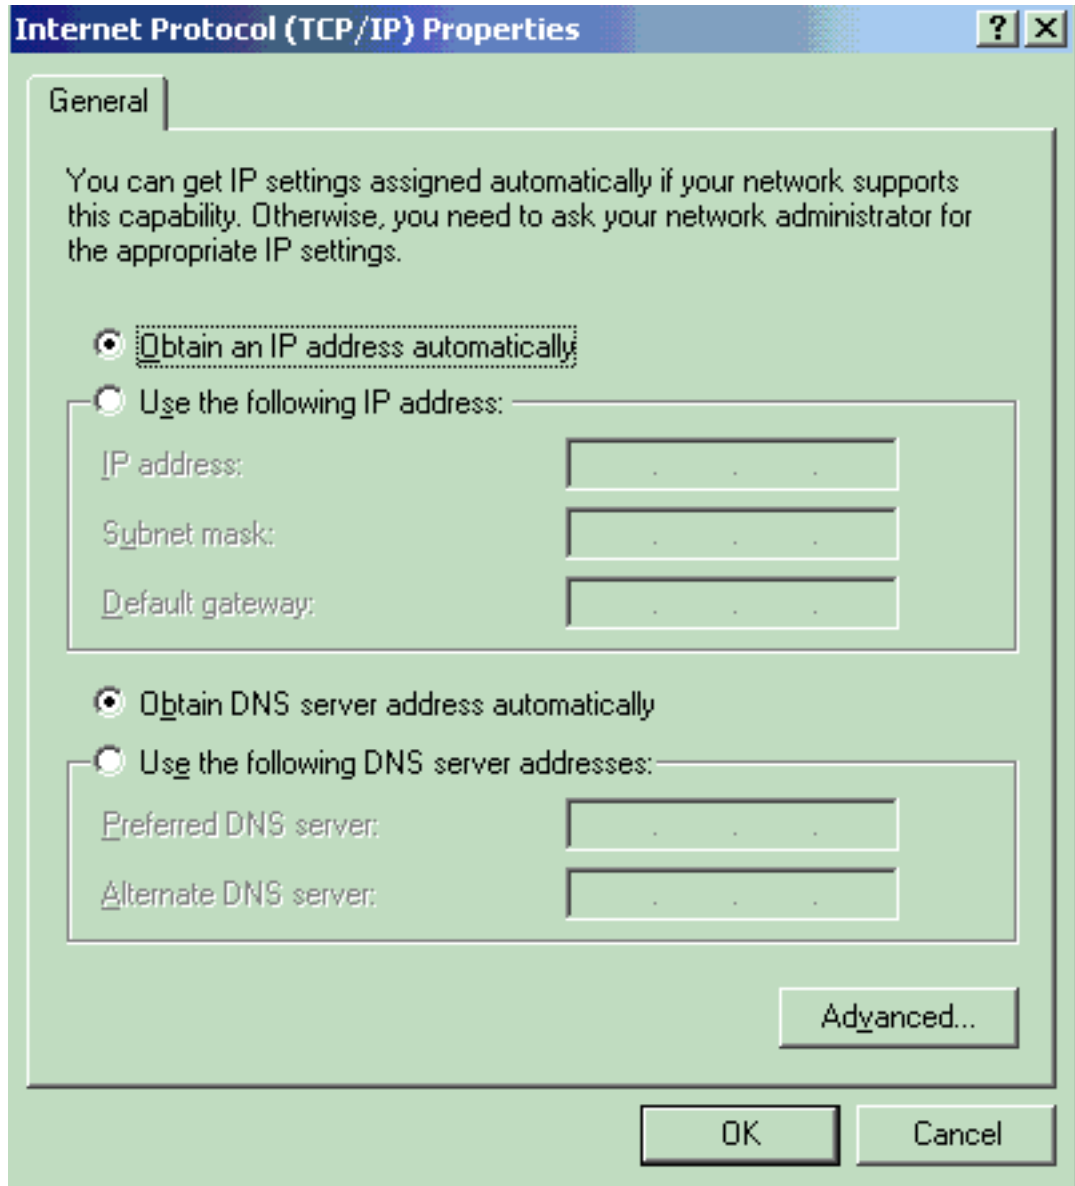 Internet Protocol (TCP/IP) Properties
?
General
You can get IP settings assigned automatically if your network supports
this capability. Otherwise, you need to ask your network administrator for
the appropriate IP settings.
Obtain an IP address automatically
Use the following IP address:
IP address:
Subnet mask:
Default gateway:
Obtain DNS server address automatically
Use the following DNS server addresses:
Preferred DNS server:
Alternate DNS server:
Advanced...
OK
Cancel